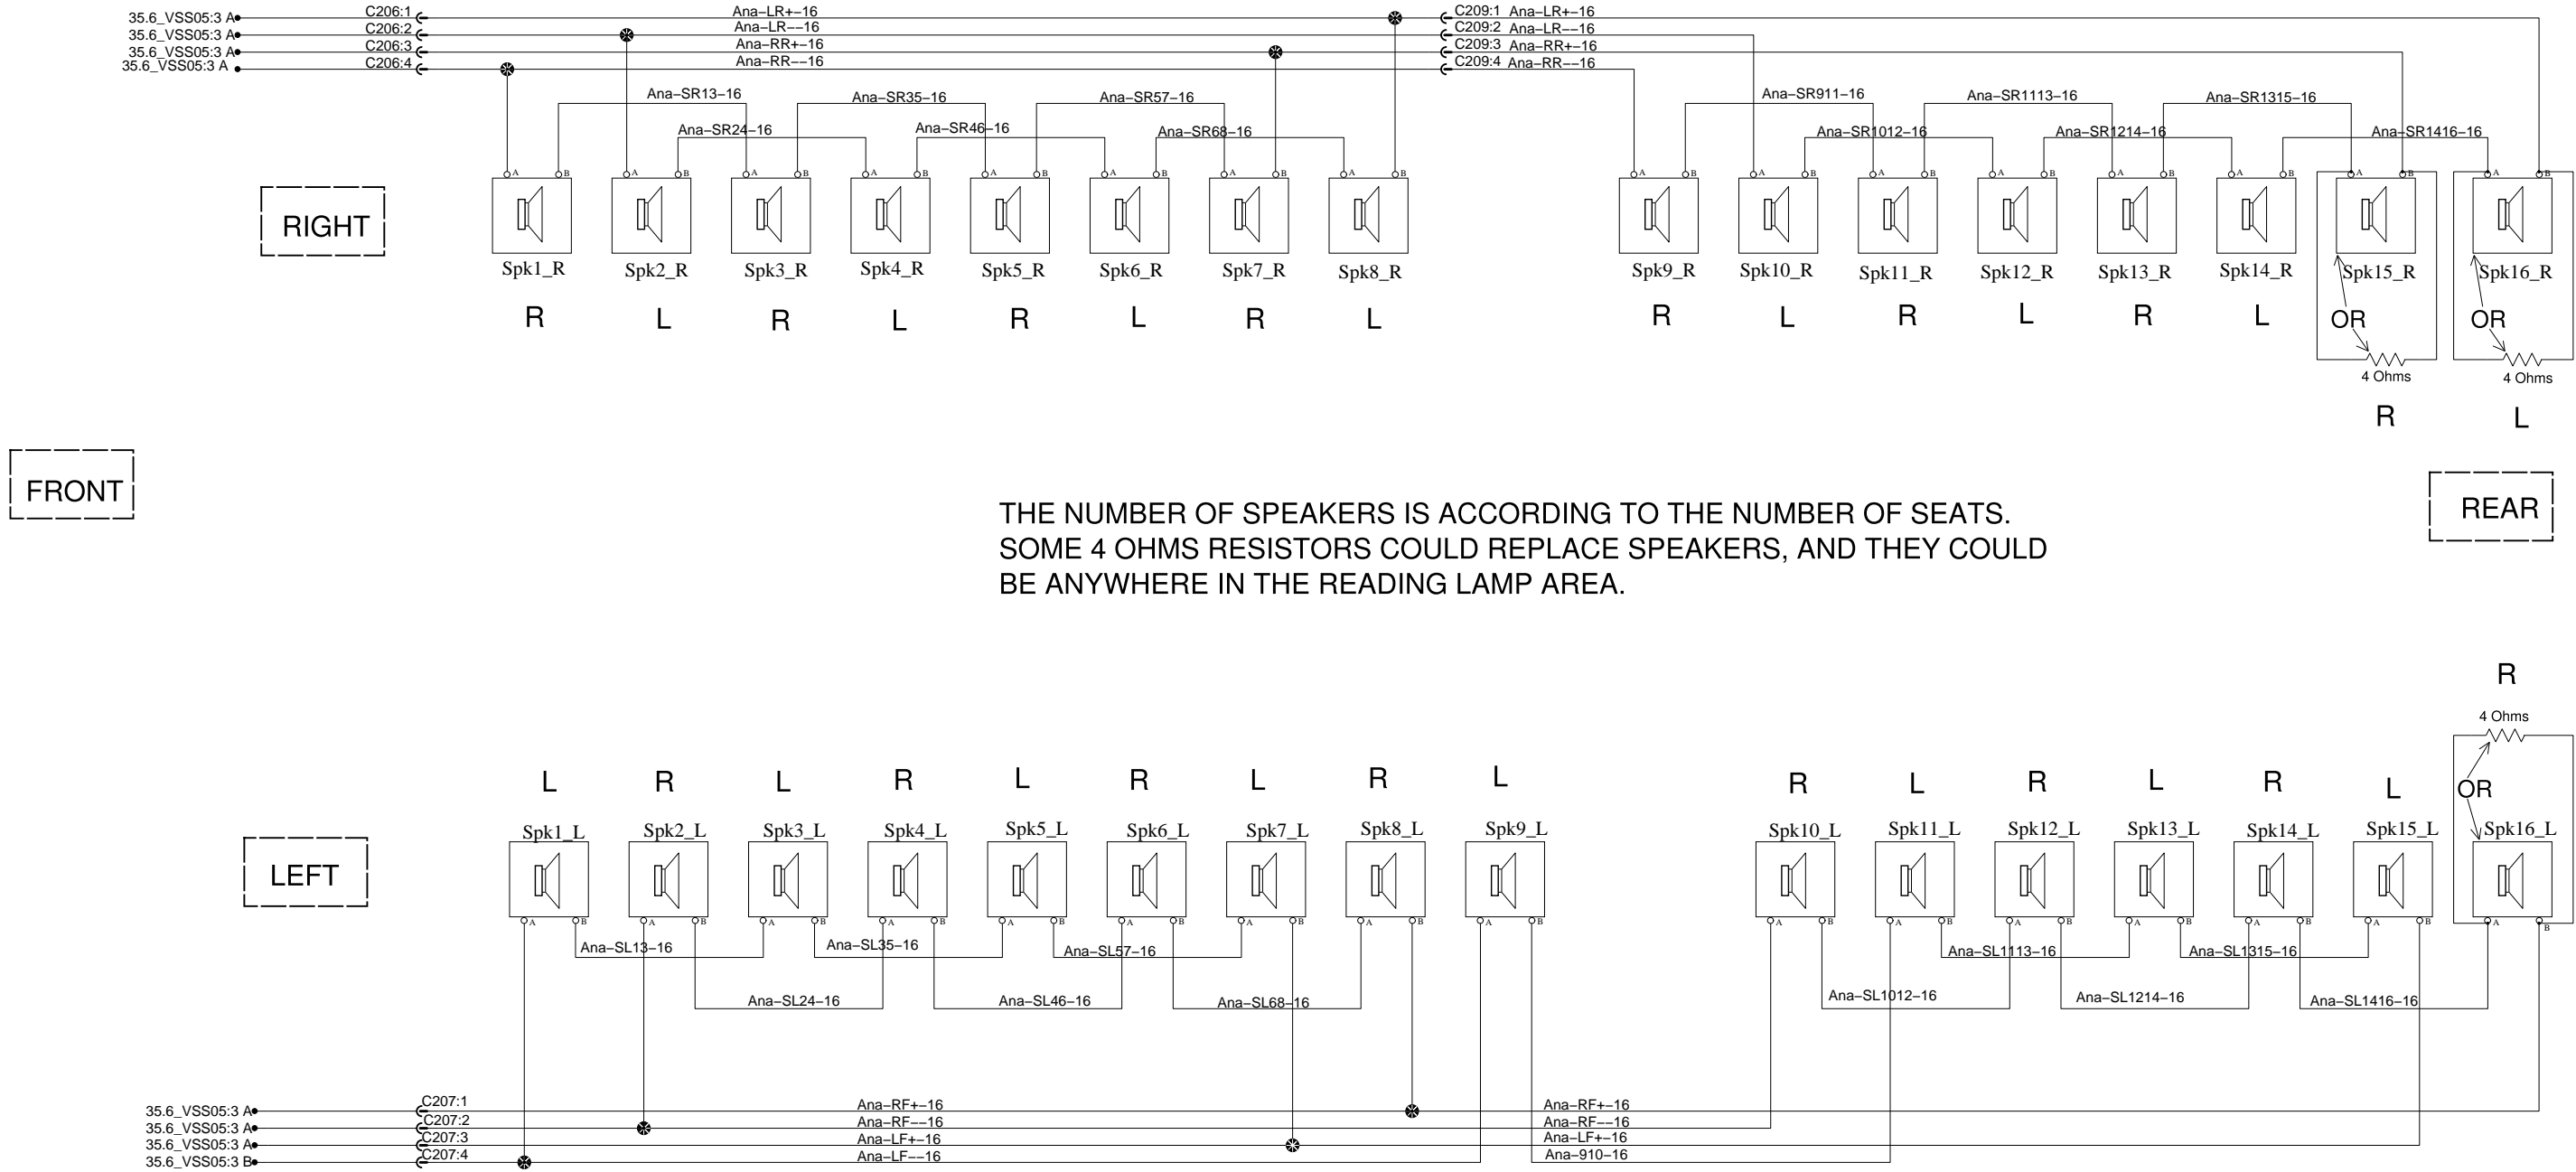 35.6_VSS05:3 A C206:1 Ana-LR+-16 C209:1 Ana-LR+-16
35.6_VSS05:3 A C206:2 Ana-LR--16 C209:2 Ana-LR--16
35.6_VSS05:3 A C206:3 Ana-RR+-16 C209:3 Ana-RR+-16
35.6_VSS05:3 A C206:4 Ana-RR--16 C209:4 Ana-RR--16
Ana-SR13-16 Ana-SR35-16 Ana-SR57-16 Ana-SR911-16 Ana-SR1113-16 Ana-SR1315-16
Ana-SR24-16 Ana-SR46-16 Ana-SR68-16 Ana-SR1012-16 Ana-SR1214-16 Ana-SR1416-16
A B A B A B A B A B A B A B A B A B A B A B A B A B A B A B A B
RIGHT
Spk1_R Spk2_R Spk3_R Spk4_R Spk5_R Spk6_R Spk7_R Spk8_R Spk9_R Spk10_R Spk11_R Spk12_R Spk13_R Spk14_R Spk15_R Spk16_R
R L R L R L R L R L R L R L OR OR
4 Ohms 4 Ohms
R L
FRONT
REAR
THE NUMBER OF SPEAKERS IS ACCORDING TO THE NUMBER OF SEATS.
SOME 4 OHMS RESISTORS COULD REPLACE SPEAKERS, AND THEY COULD
BE ANYWHERE IN THE READING LAMP AREA.
R
4 Ohms
L R L R L R L R L R L R L R L OR
Spk1_L Spk2_L Spk3_L Spk4_L Spk5_L Spk6_L Spk7_L Spk8_L Spk9_L Spk10_L Spk11_L Spk12_L Spk13_L Spk14_L Spk15_L Spk16_L
LEFT
A B A B A B A B A B A B A B A B A B A B A B A B A B A B A B A B
Ana-SL13-16 Ana-SL35-16 Ana-SL57-16 Ana-SL1113-16 Ana-SL1315-16
Ana-SL24-16 Ana-SL46-16 Ana-SL68-16 Ana-SL1012-16 Ana-SL1214-16 Ana-SL1416-16
35.6_VSS05:3 A C207:1 Ana-RF+-16 Ana-RF+-16
35.6_VSS05:3 A C207:2 Ana-RF--16 Ana-RF--16
35.6_VSS05:3 A C207:3 Ana-LF+-16 Ana-LF+-16
35.6_VSS05:3 B C207:4 Ana-LF--16 Ana-910-16